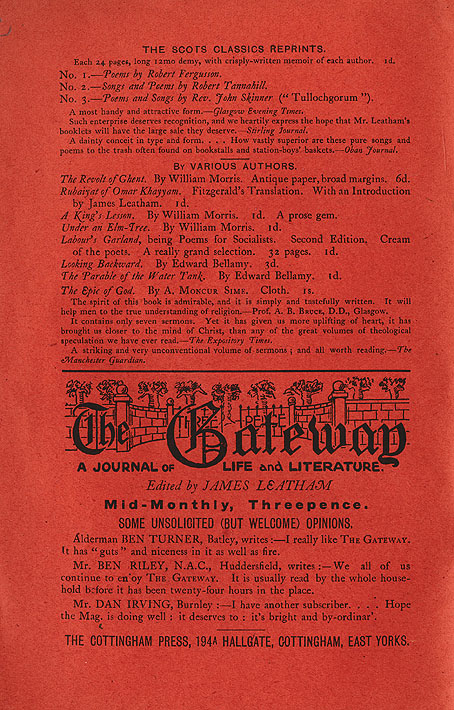 THE SCOTS CLASSICS REPRINTS.
Each 24 pages, long 12mo demy, with crisply-written memoir of each author. 1d.
No. 1.—Poems by Robert Fergusson.
No. 2.—Songs and Poems by Robert Tannahill.
No. 3.—Poems and Songs by Rev. John Skinner (“Tullochgorum”).
A most handy and attractive form.—Glasgow Evening Times.
Such enterprise deserves recognition, and we heartily express the hope that Mr. Leatham's
booklets will have the large sale they deserve.—Stirling Journal.
A dainty conceit in type and form. . . . How vastly superior are these pure songs and
poems to the trash often found on bookstalls and station-boys' baskets.—Oban Journal.
BY VARIOUS AUTHORS.
The Revolt of Ghent. By William Morris. Antique paper, broad margins. 6d.
Rubaiyat of Omar Khayyam. Fitzgerald's Translation. With an Introduction
by James Leatham. 1d.
A King's Lesson. By William Morris. 1d. A prose gem.
Under an Elm-Tree. By William Morris. 1d.
Labour's Garland, being Poems for Socialists. Second Edition, Cream
of the poets. A really grand selection. 32 pages. 1d.
Looking Backward. By Edward Bellamy. 3d.
The Parable of the Water Tank. By Edward Bellamy. 1d.
The Epic of God. By A. MONCUR SIME. Cloth. 1s.
The spirit of this book is admirable, and it is simply and tastefully written. It will
help men to the true understanding of religion.—Prof. A. B. BRUCE, D.D., Glasgow.
It contains only seven sermons. Yet it has given us more uplifting of heart, it has
brought us closer to the mind of Christ, than any of the great volumes of theological
speculation we have ever read.—The Expository Times.
A striking and very unconventional volume of sermons; and all worth reading.—The
Manchester Guardian.
The Gateway
A JOURNAL OF LIFE and LITERATURE.
Edited by JAMES LEATHAM
Mid-Monthly, Threepence.
SOME UNSOLICITED (BUT WELCOME) OPINIONS.
Alderman BEN TURNER, Batley, writes:—I really like THE GATEWAY.
It has “guts” and niceness in it as well as fire.
Mr. BEN RILEY, N.A.C., Huddersfield, writes:—We all of us
continue to enjoy THE GATEWAY. It is usually read by the whole house-
hold before it has been twenty-four hours in the place.
Mr. DAN IRVING, Burnley:—I have another subscriber. . . . Hope
the Mag. is doing well: it deserves to: it's bright and by-ordinar'.
THE COTTINGHAM PRESS, 194A HALLGATE, COTTINGHAM, EAST YORKS.